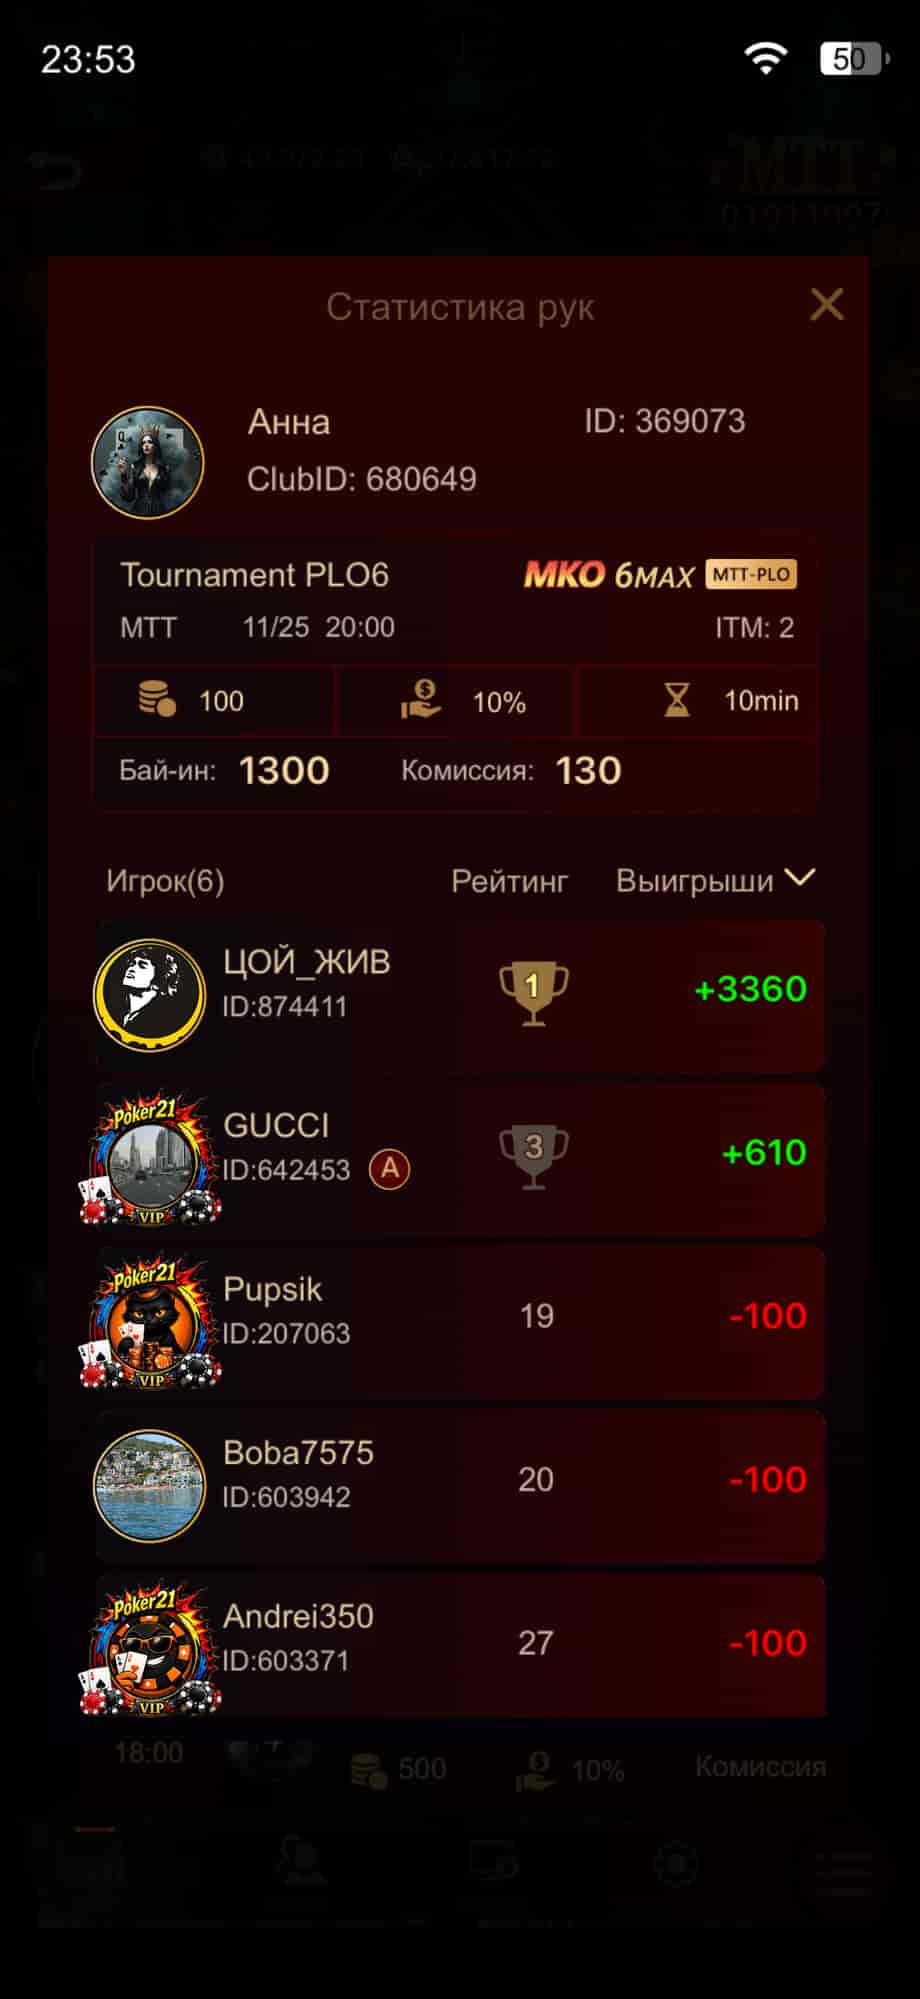 23:53
50
MTT
Статистика рук
Анна
ID: 369073
ClubID: 680649
Tournament PLO6
MKO 6MAX MTT-PLO
MTT 11/25 20:00 ITM: 2
100 10% 10min
Бай-ин: 1300 Комиссия: 130
Игрок(6) Рейтинг Выигрыши
ЦОЙ_ЖИВ
ID:874411
1
+3360
Poker21
VIP
GUCCI
ID:642453 A
3
+610
Poker21
VIP
Pupsik
ID:207063
19
-100
Boba7575
ID:603942
20
-100
Poker21
VIP
Andrei350
ID:603371
27
-100
18:00 500 10% Комиссия